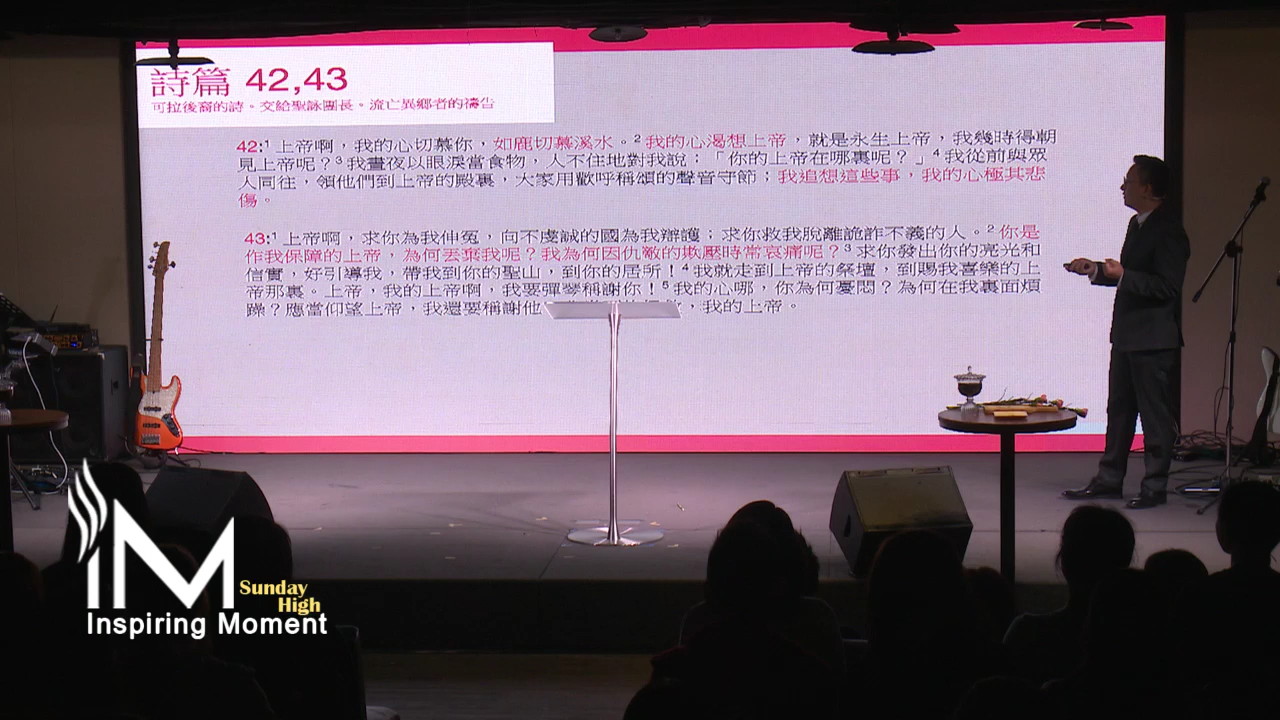 詩篇 42,43
可拉後裔的詩。交給聖詠團長。流亡異鄉者的禱告
42:¹ 上帝啊，我的心切慕你，如鹿切慕溪水。² 我的心渴想上帝，就是永生上帝，我幾時得朝
見上帝呢？³ 我晝夜以眼淚當食物，人不住地對我說：「你的上帝在哪裏呢？」⁴ 我從前與眾
人同往，領他們到上帝的殿裏，大家用歡呼稱頌的聲音守節；我追想這些事，我的心極其悲
傷。
43:¹ 上帝啊，求你為我伸冤，向不虔誠的國為我辯護；求你救我脫離詭詐不義的人。² 你是
作我保障的上帝，為何丟棄我呢？我為何因仇敵的欺壓時常哀痛呢？³ 求你發出你的亮光和
信實，好引導我，帶我到你的聖山，到你的居所！⁴ 我就走到上帝的祭壇，到賜我喜樂的上
帝那裏。上帝，我的上帝啊，我要彈琴稱謝你！⁵ 我的心哪，你為何憂悶？為何在我裏面煩
躁？應當仰望上帝，我還要稱謝他，我的上帝。
iM
Sunday
High
Inspiring Moment